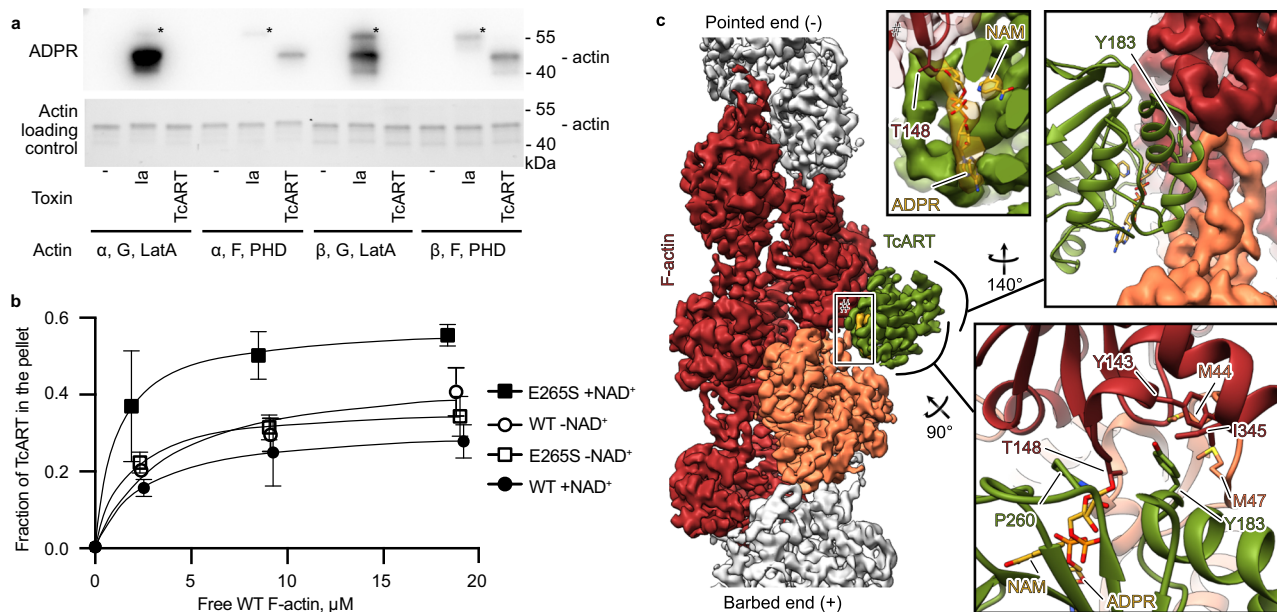 a
ADPR
*
*
*
*
- 55
- actin
- 40
Actin
loading
control
55
- actin
- 40
kDa
Toxin
- Ia TcART - Ia TcART - Ia TcART - Ia TcART
Actin
α, G, LatA
α, F, PHD
β, G, LatA
β, F, PHD
b
Fraction of TcART in the pellet
0.6
0.4
0.2
0.0
0 5 10 15 20
Free WT F-actin, μM
E265S +NAD+
WT -NAD+
E265S -NAD+
WT +NAD+
c
Pointed end (-)
F-actin
Barbed end (+)
TcART
#
#
NAM
T148
ADPR
140°
90°
Y183
Y143
M44
I345
T148
P260
M47
Y183
NAM
ADPR